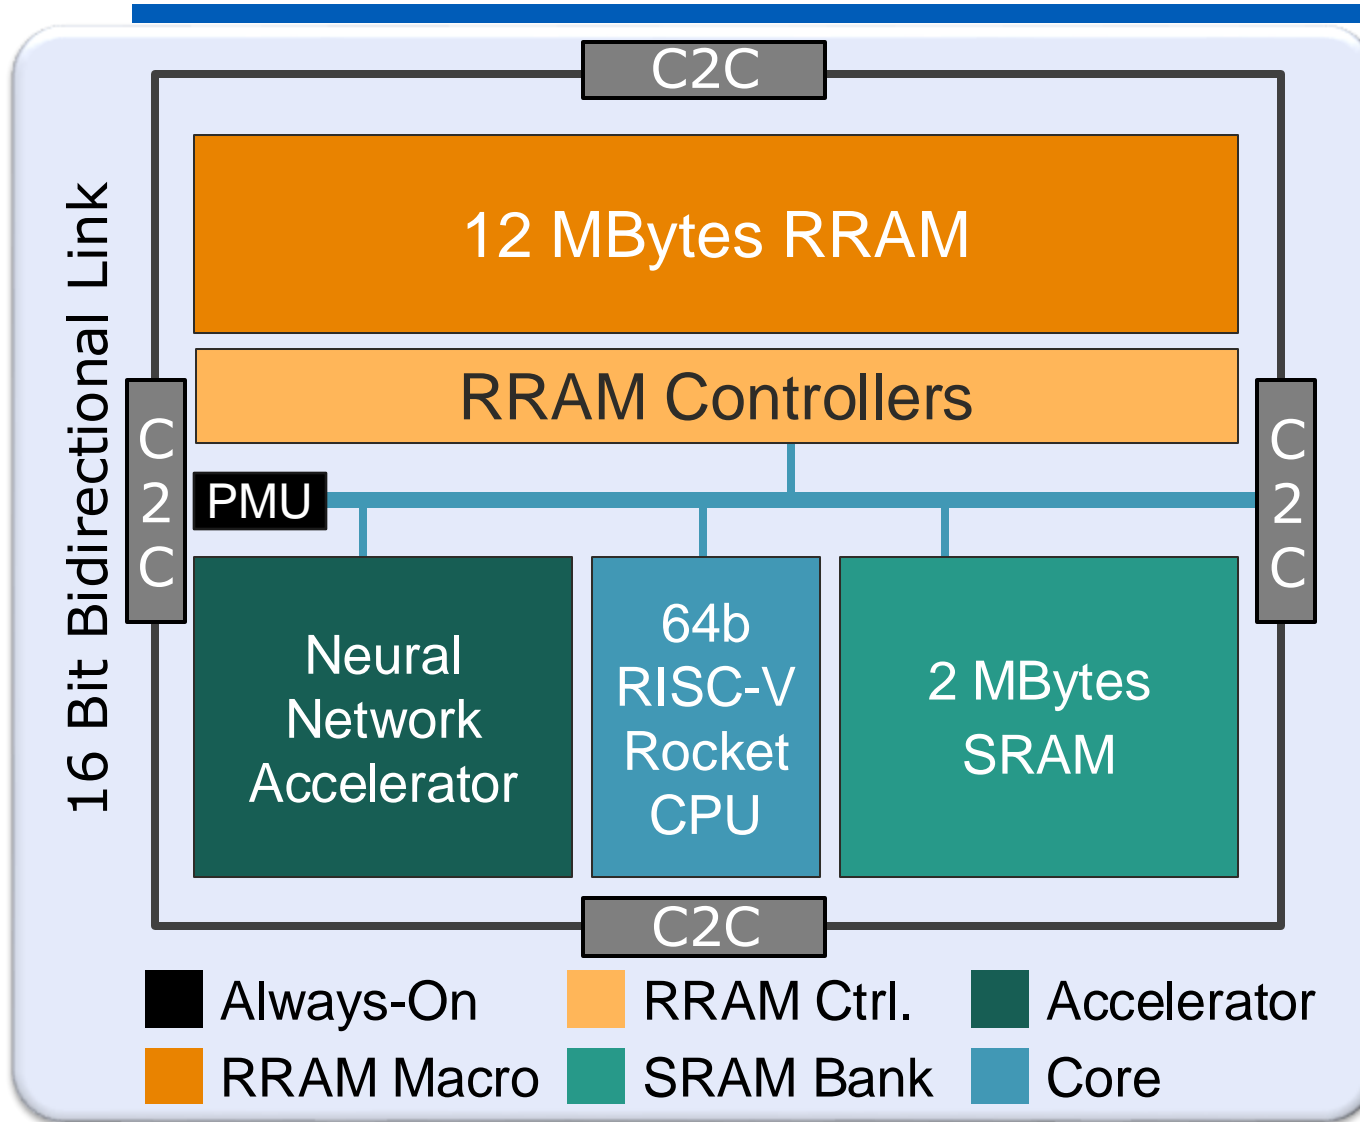 C2C
16 Bit Bidirectional Link
12 MBytes RRAM
RRAM Controllers
C
2
C
PMU
C
2
C
Neural
Network
Accelerator
64b
RISC-V
Rocket
CPU
2 MBytes
SRAM
C2C
Always-On
RRAM Ctrl.
Accelerator
RRAM Macro
SRAM Bank
Core